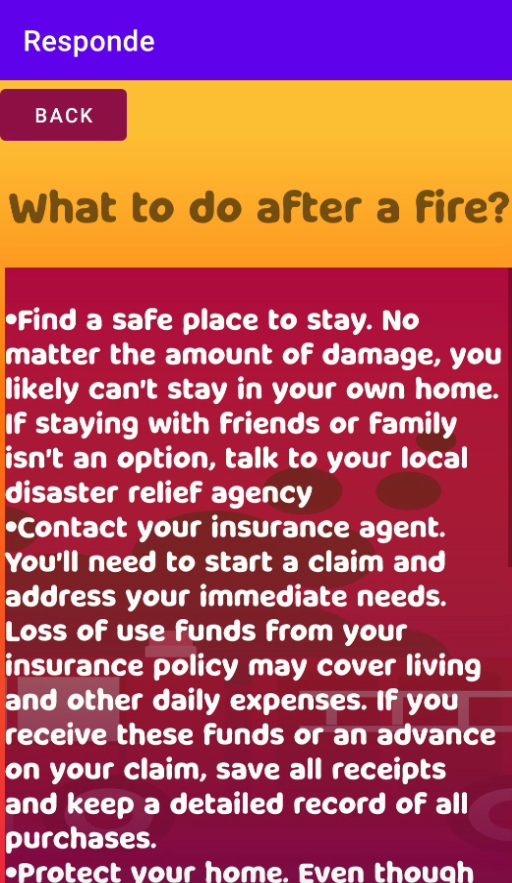 Responde
BACK
What to do after a fire?
•Find a safe place to stay. No
matter the amount of damage, you
likely can't stay in your own home.
If staying with friends or family
isn't an option, talk to your local
disaster relief agency
•Contact your insurance agent.
You'll need to start a claim and
address your immediate needs.
Loss of use funds from your
insurance policy may cover living
and other daily expenses. If you
receive these funds or an advance
on your claim, save all receipts
and keep a detailed record of all
purchases.
•Protect your home. Even though